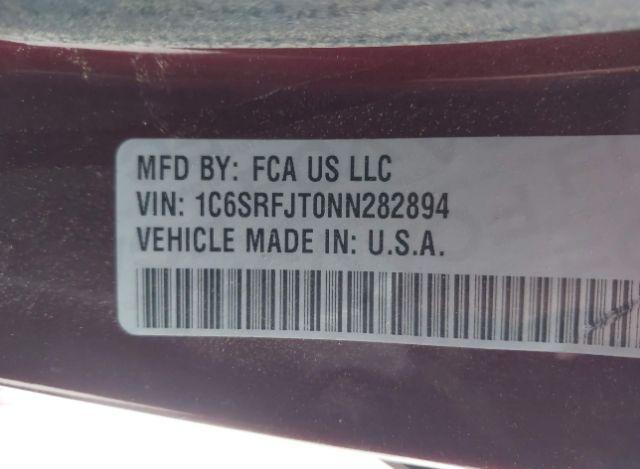 MFD BY: FCA US LLC
VIN: 1C6SRFJT0NN282894
VEHICLE MADE IN: U.S.A.